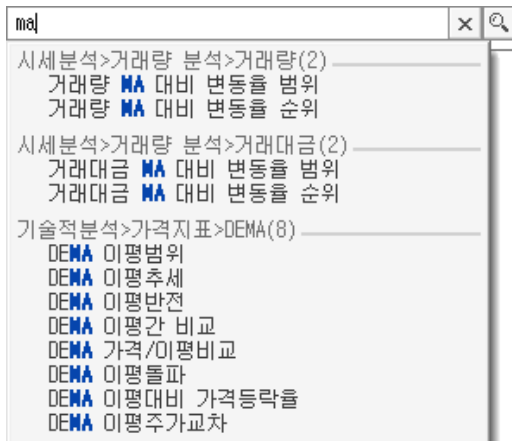 ma
시세분석>거래량 분석>거래량(2)
거래량 MA 대비 변동율 범위
거래량 MA 대비 변동율 순위
시세분석>거래량 분석>거래대금(2)
거래대금 MA 대비 변동율 범위
거래대금 MA 대비 변동율 순위
기술적분석>가격지표>DEMA(8)
DEMA 이평범위
DEMA 이평추세
DEMA 이평반전
DEMA 이평간 비교
DEMA 가격/이평비교
DEMA 이평돌파
DEMA 이평대비 가격등락율
DEMA 이평주가교차